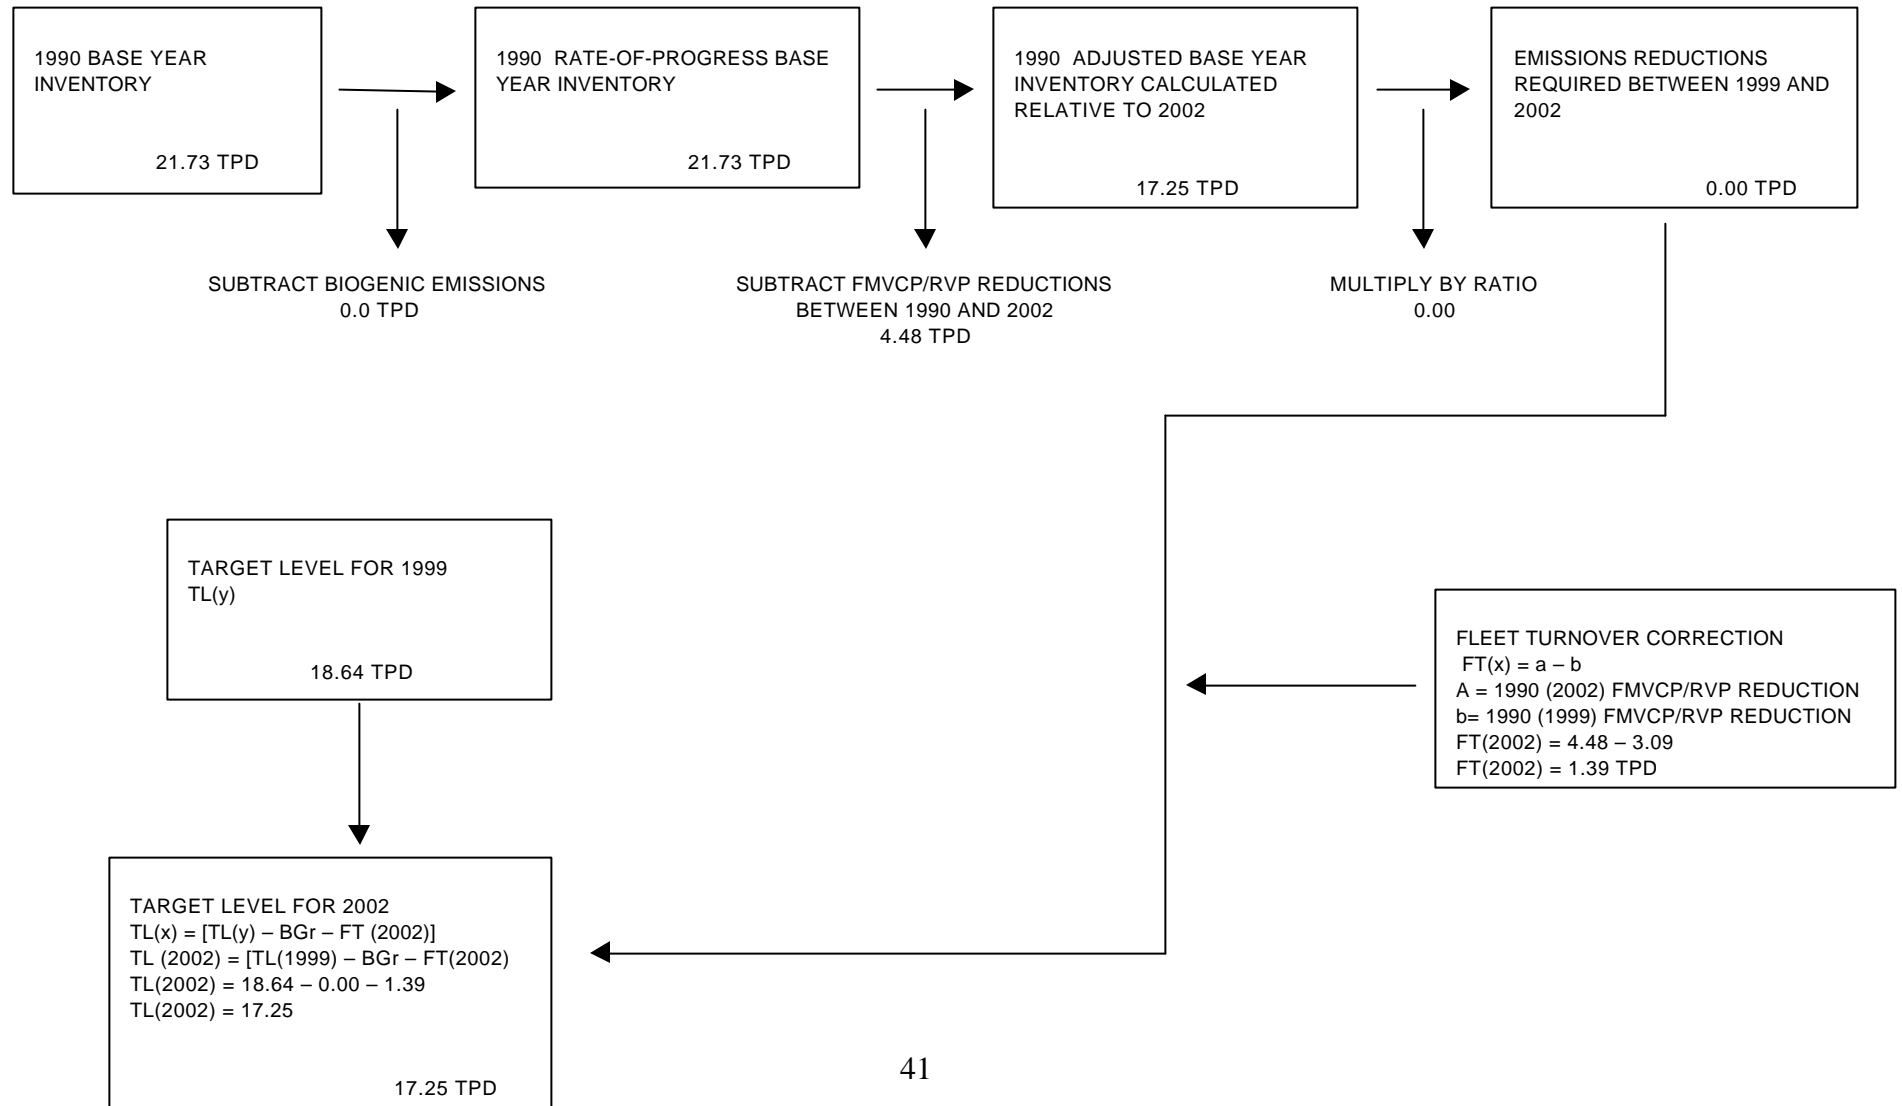 1990 BASE YEAR
INVENTORY
21.73 TPD
1990 RATE-OF-PROGRESS BASE
YEAR INVENTORY
21.73 TPD
1990 ADJUSTED BASE YEAR
INVENTORY CALCULATED
RELATIVE TO 2002
17.25 TPD
EMISSIONS REDUCTIONS
REQUIRED BETWEEN 1999 AND
2002
0.00 TPD
SUBTRACT BIOGENIC EMISSIONS
0.0 TPD
SUBTRACT FMVCP/RVP REDUCTIONS
BETWEEN 1990 AND 2002
4.48 TPD
MULTIPLY BY RATIO
0.00
TARGET LEVEL FOR 1999
TL(y)
18.64 TPD
FLEET TURNOVER CORRECTION
FT(x) = a – b
A = 1990 (2002) FMVCP/RVP REDUCTION
b= 1990 (1999) FMVCP/RVP REDUCTION
FT(2002) = 4.48 – 3.09
FT(2002) = 1.39 TPD
TARGET LEVEL FOR 2002
TL(x) = [TL(y) – BGr – FT (2002)]
TL (2002) = [TL(1999) – BGr – FT(2002)
TL(2002) = 18.64 – 0.00 – 1.39
TL(2002) = 17.25
17.25 TPD
41